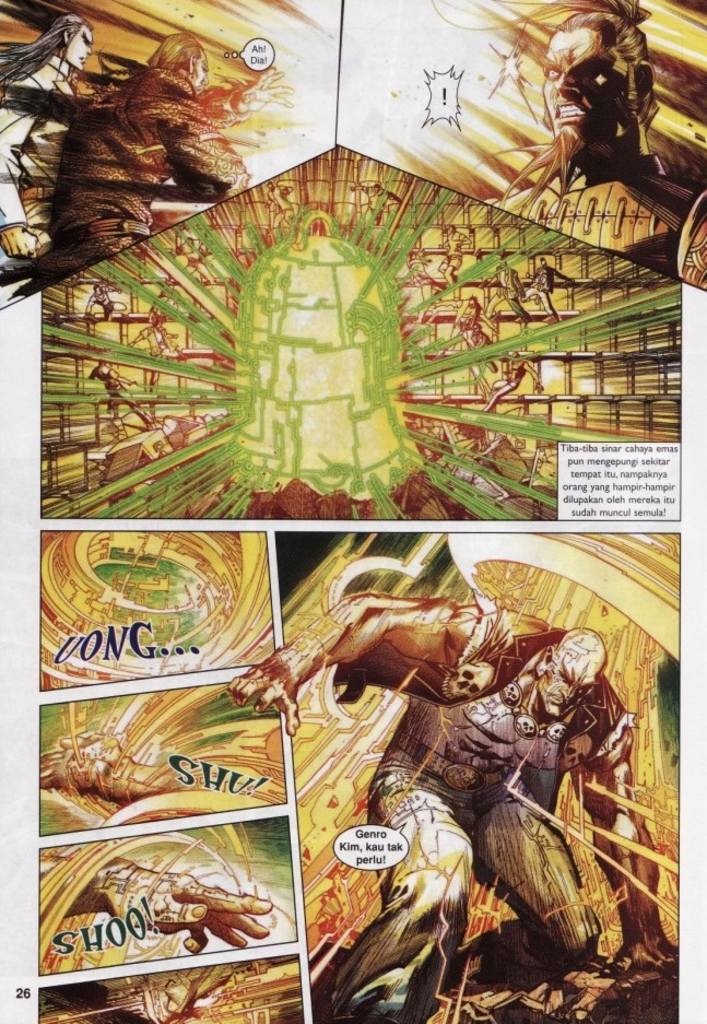 Ah!
Dia!
!
Tiba-tiba sinar cahaya emas
pun mengepungi sekitar
tempat itu, nampaknya
orang yang hampir-hampir
dilupakan oleh mereka itu
sudah muncul semula!
UONG...
SHU!
SHOO!
Genro
Kim, kau tak
perlu!
26